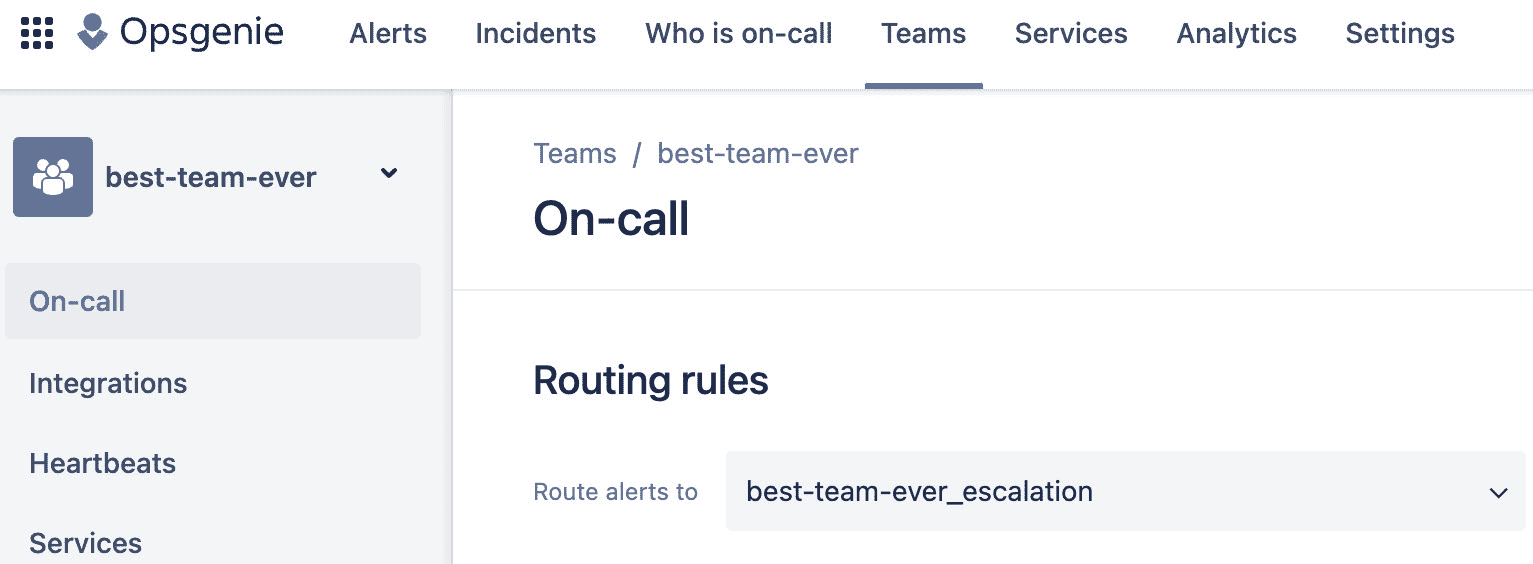 Opsgenie Alerts Incidents Who is on-call Teams Services Analytics Settings
best-team-ever
On-call
Integrations
Heartbeats
Services
Teams / best-team-ever
On-call
Routing rules
Route alerts to best-team-ever_escalation